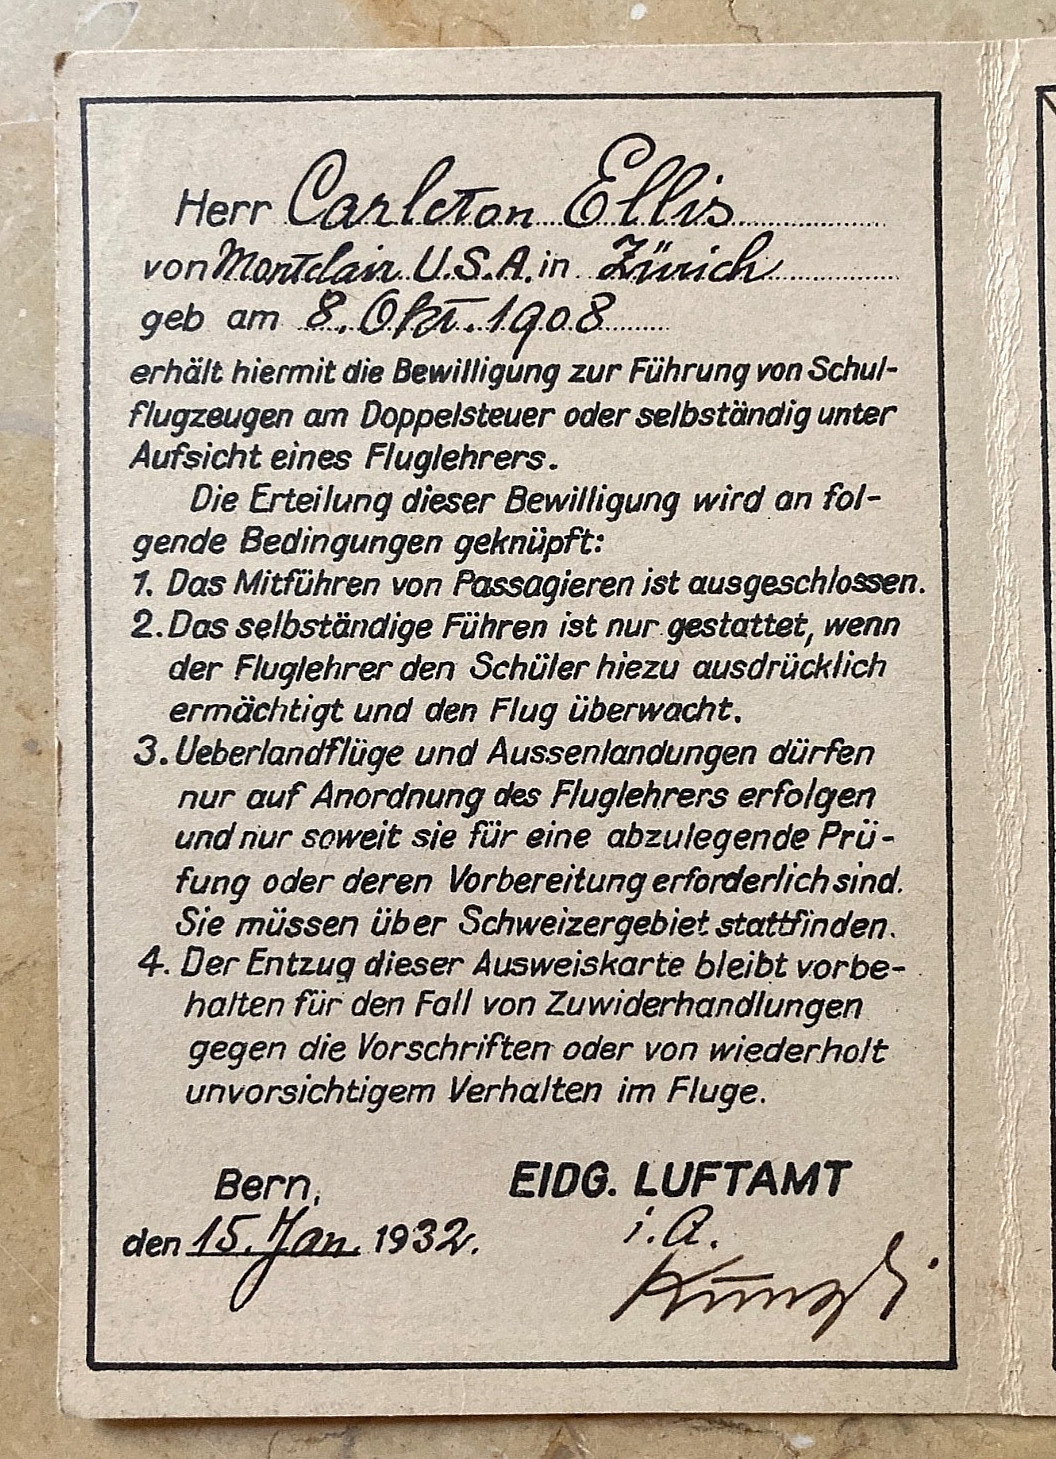 Herr Carleton Ellis
von Montclair U.S.A. in Zürich
geb am 8. Okt. 1908
erhält hiermit die Bewilligung zur Führung von Schul-
flugzeugen am Doppelsteuer oder selbständig unter
Aufsicht eines Fluglehrers.
Die Erteilung dieser Bewilligung wird an fol-
gende Bedingungen geknüpft:
1. Das Mitführen von Passagieren ist ausgeschlossen.
2. Das selbständige Führen ist nur gestattet, wenn
der Fluglehrer den Schüler hiezu ausdrücklich
ermächtigt und den Flug überwacht.
3. Ueberlandflüge und Aussenlandungen dürfen
nur auf Anordnung des Fluglehrers erfolgen
und nur soweit sie für eine abzulegende Prü-
fung oder deren Vorbereitung erforderlich sind.
Sie müssen über Schweizergebiet stattfinden.
4. Der Entzug dieser Ausweiskarte bleibt vorbe-
halten für den Fall von Zuwiderhandlungen
gegen die Vorschriften oder von wiederholt
unvorsichtigem Verhalten im Fluge.
Bern, EIDG. LUFTAMT
den 15. Jan. 1932. i.A.